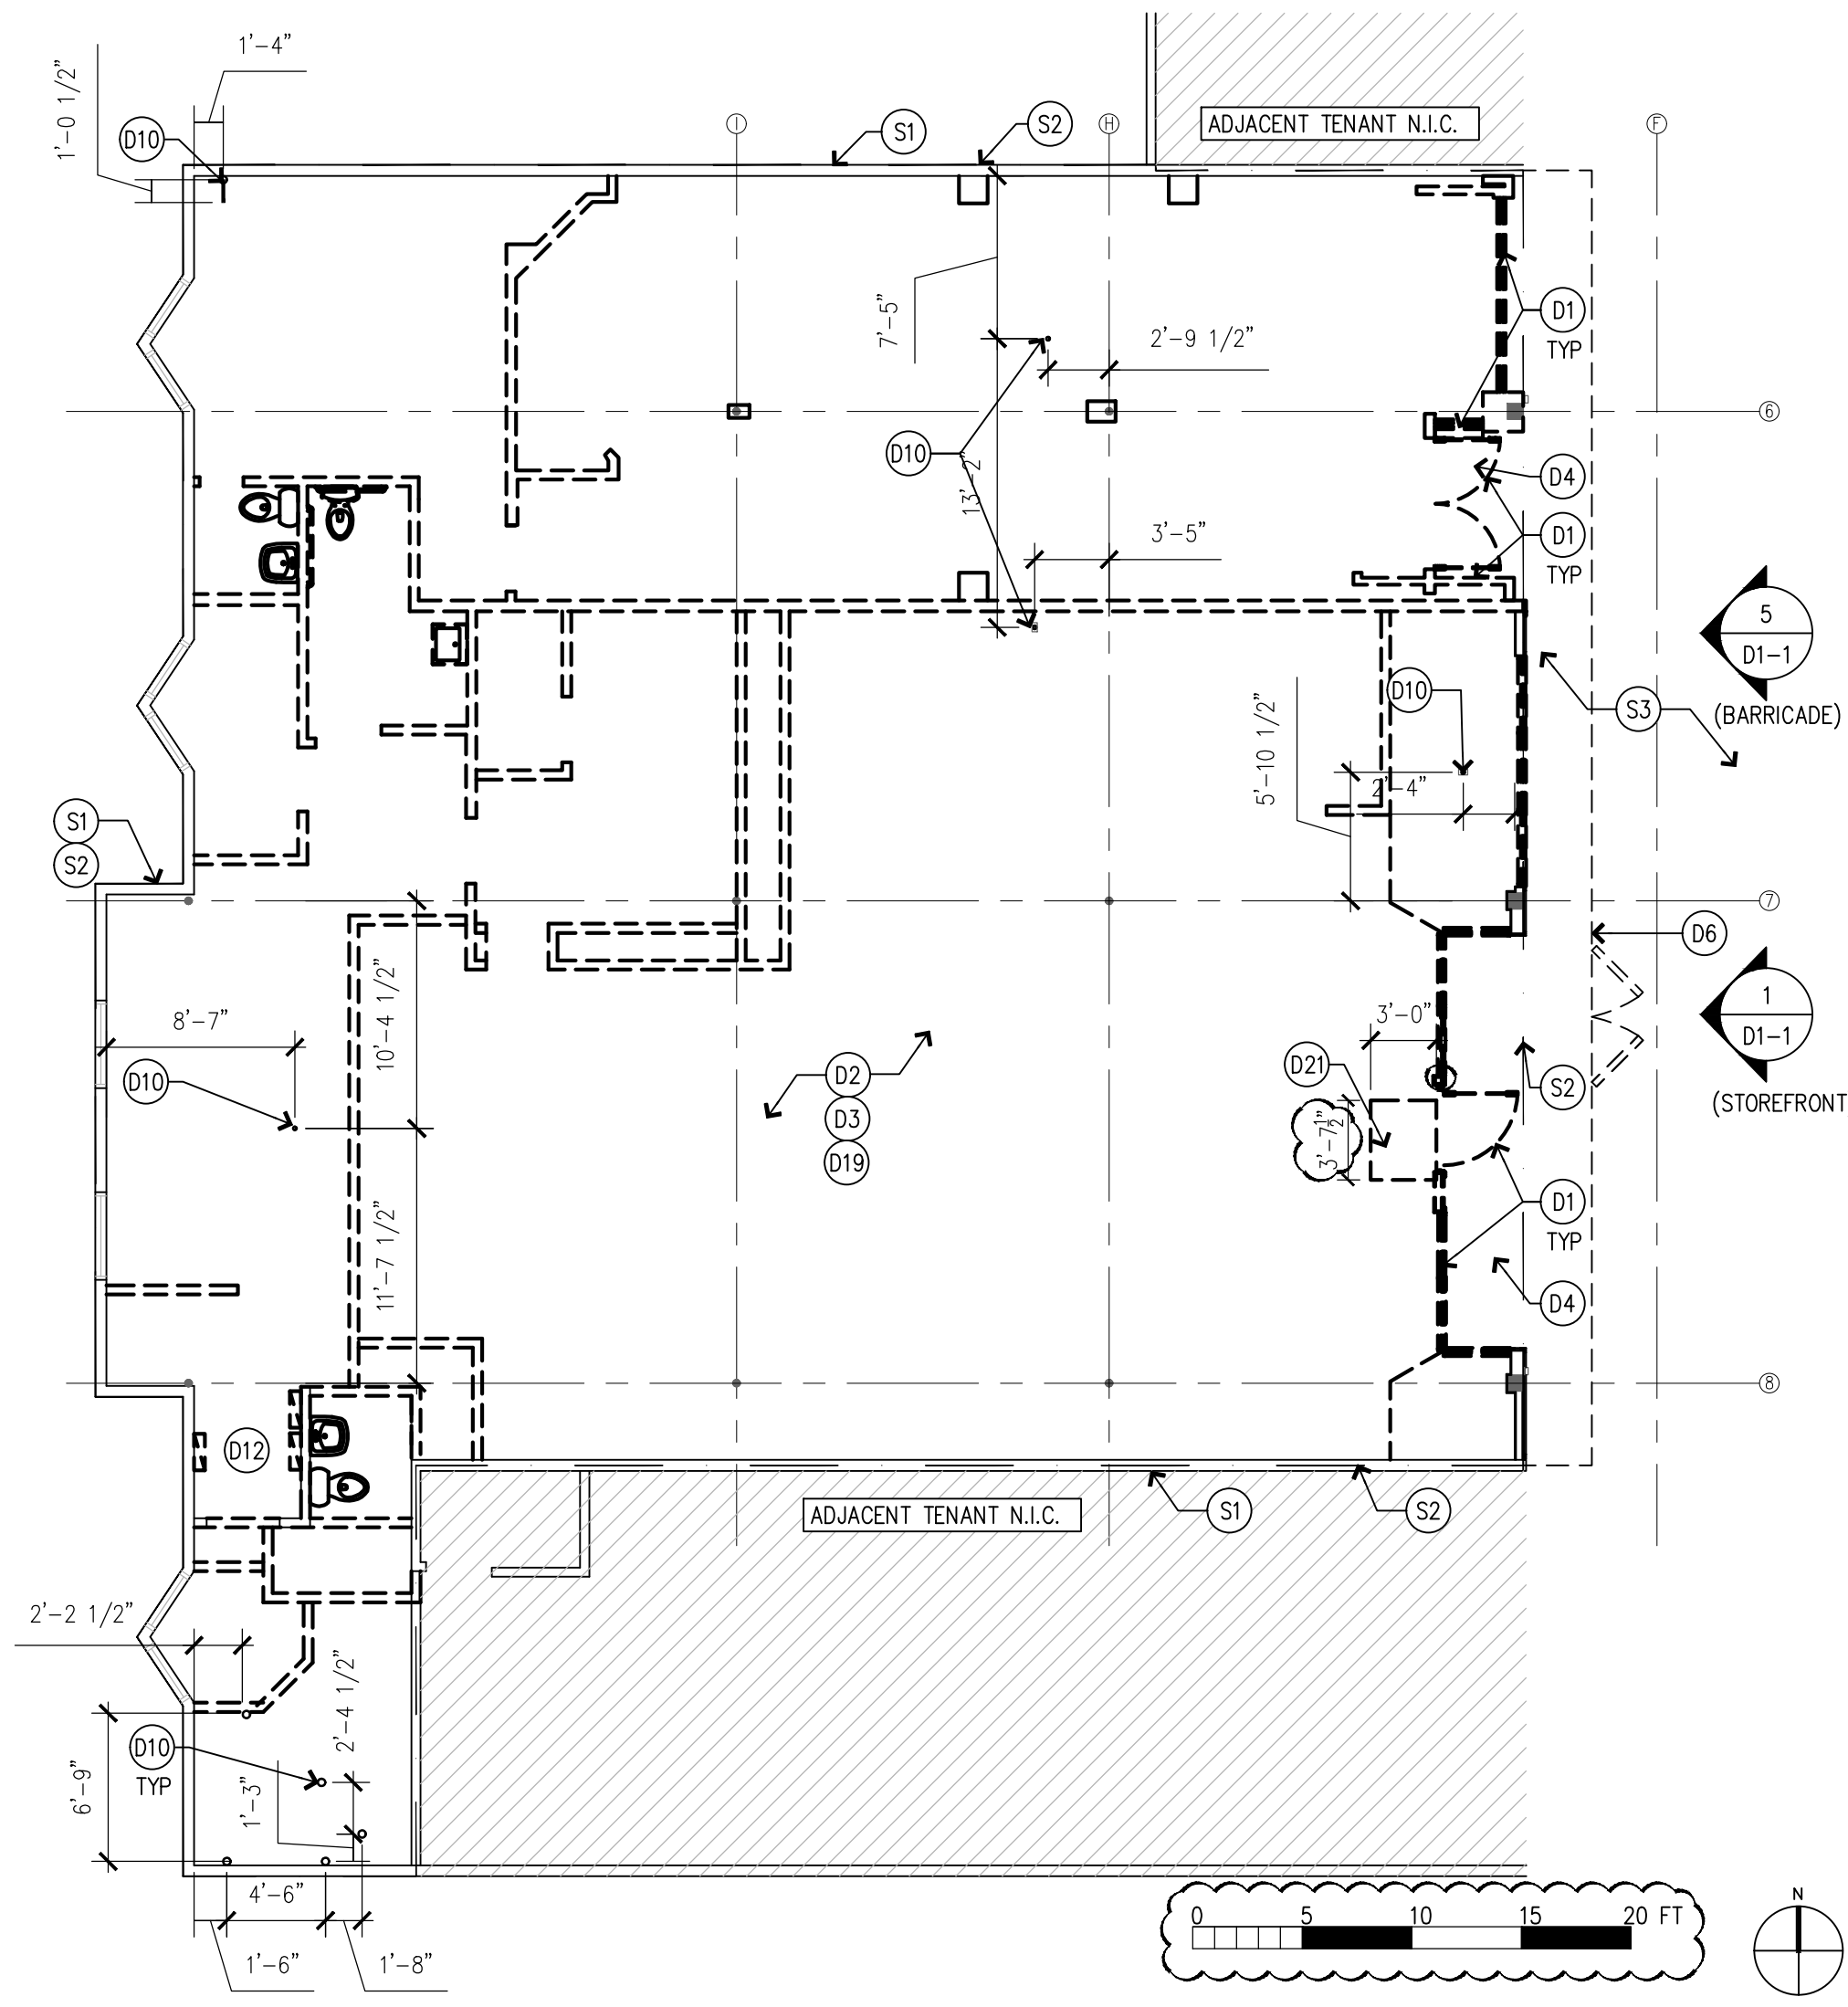 1'-4"
1'-0 1/2"
D10
S1
S2
I
H
ADJACENT TENANT N.I.C.
F
7'-5"
2'-9 1/2"
D1
TYP
6
D10
13'-2
D4
3'-5"
D1
TYP
5
D1-1
(BARRICADE)
D10
S3
5'-10 1/2"
2'-4"
S1
S2
7
D6
8'-7"
10'-4 1/2"
3'-0"
1
D1-1
(STOREFRONT
D10
D2
D3
D19
D21
S2
3'-7 1/2"
D1
TYP
11'-7 1/2"
D4
8
D12
ADJACENT TENANT N.I.C.
S1
S2
2'-2 1/2"
2'-4 1/2"
D10
TYP
6'-9"
1'-3"
4'-6"
1'-6"
1'-8"
0 5 10 15 20 FT
N